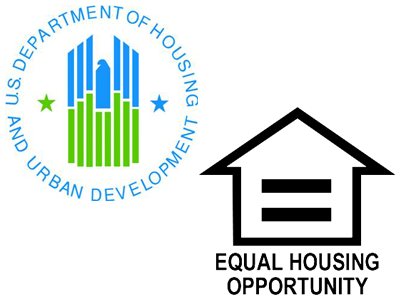 U.S. DEPARTMENT OF HOUSING
AND URBAN DEVELOPMENT
EQUAL HOUSING
OPPORTUNITY